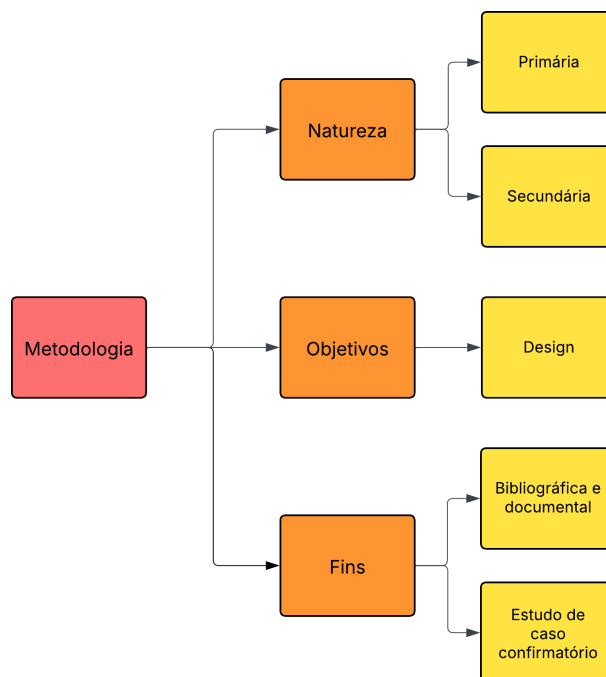 Primária
Natureza
Secundária
Metodologia
Objetivos
Design
Bibliográfica e
documental
Fins
Estudo de
caso
confirmatório